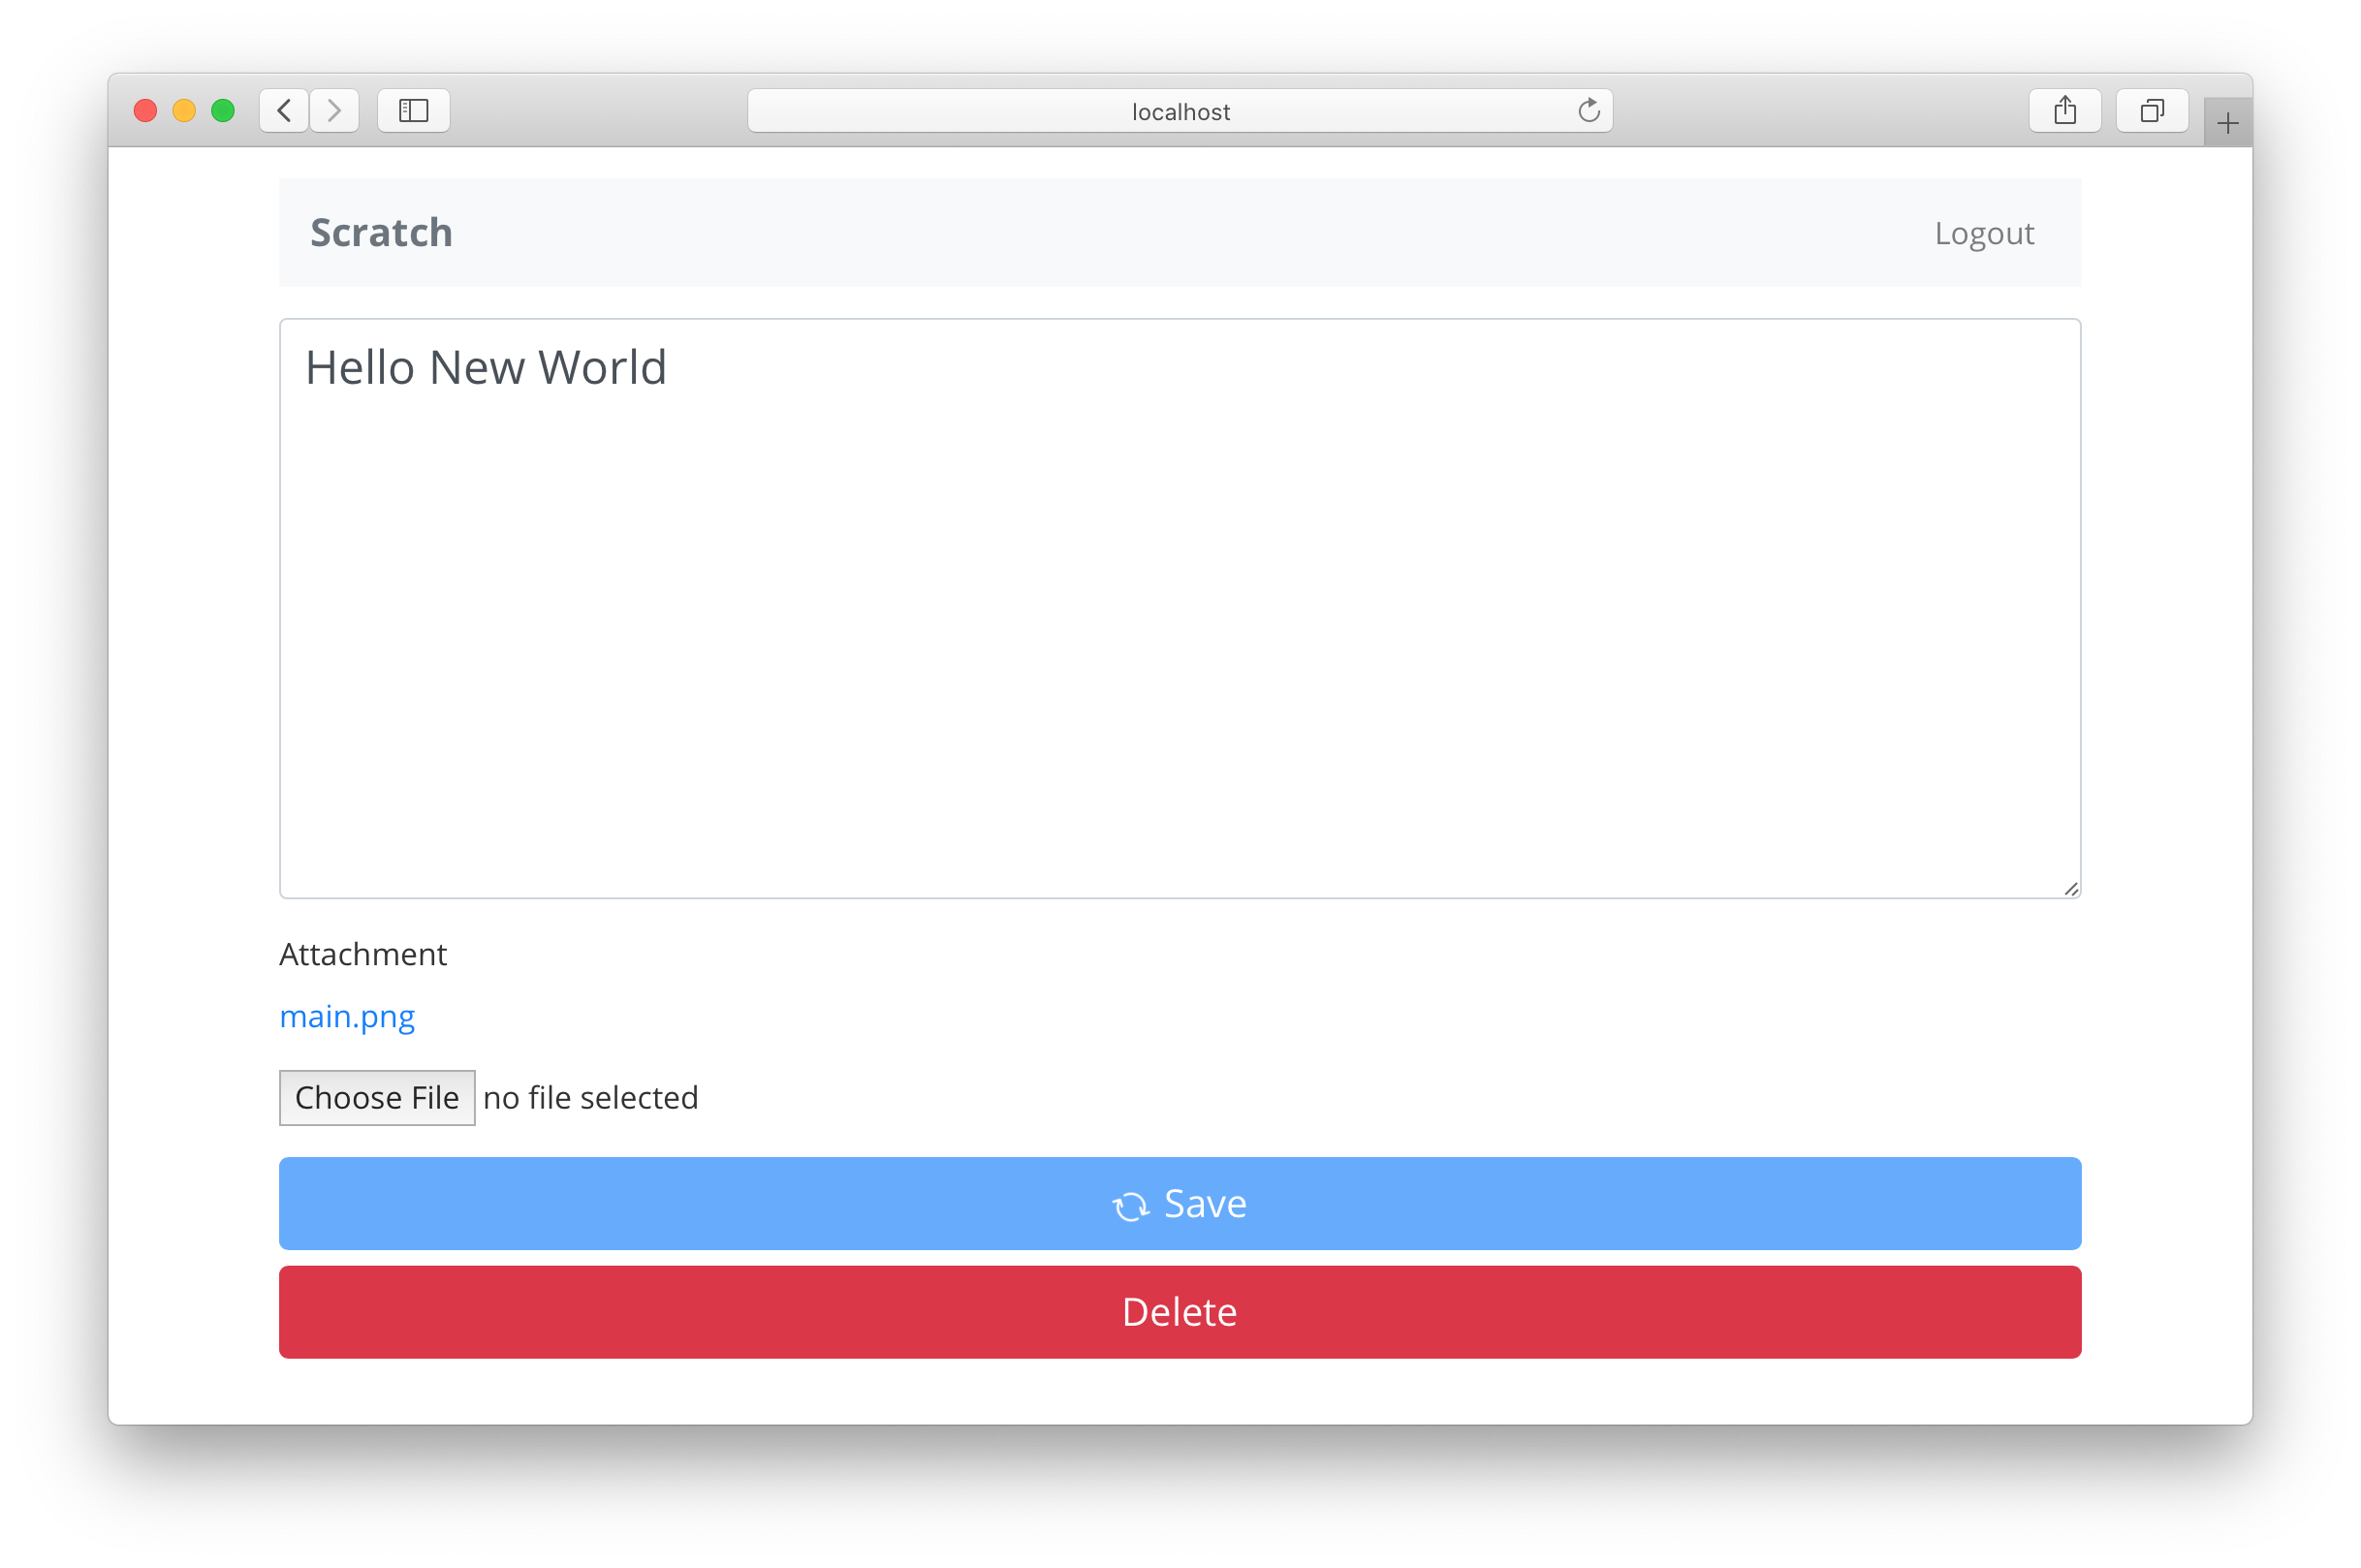 localhost
Scratch
Logout
Hello New World
Attachment
main.png
Choose File no file selected
Save
Delete